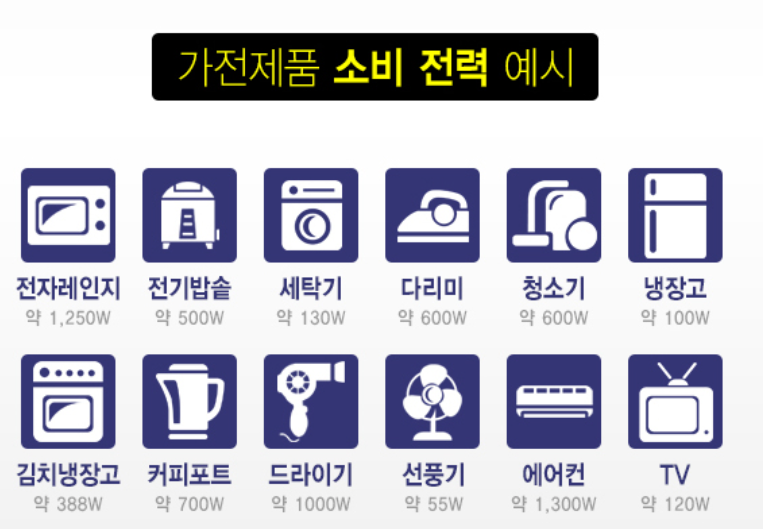 가전제품 소비 전력 예시
전자레인지 전기밥솥 세탁기 다리미 청소기 냉장고
약 1,250W 약 500W 약 130W 약 600W 약 600W 약 100W
김치냉장고 커피포트 드라이기 선풍기 에어컨 TV
약 388W 약 700W 약 1000W 약 55W 약 1,300W 약 120W